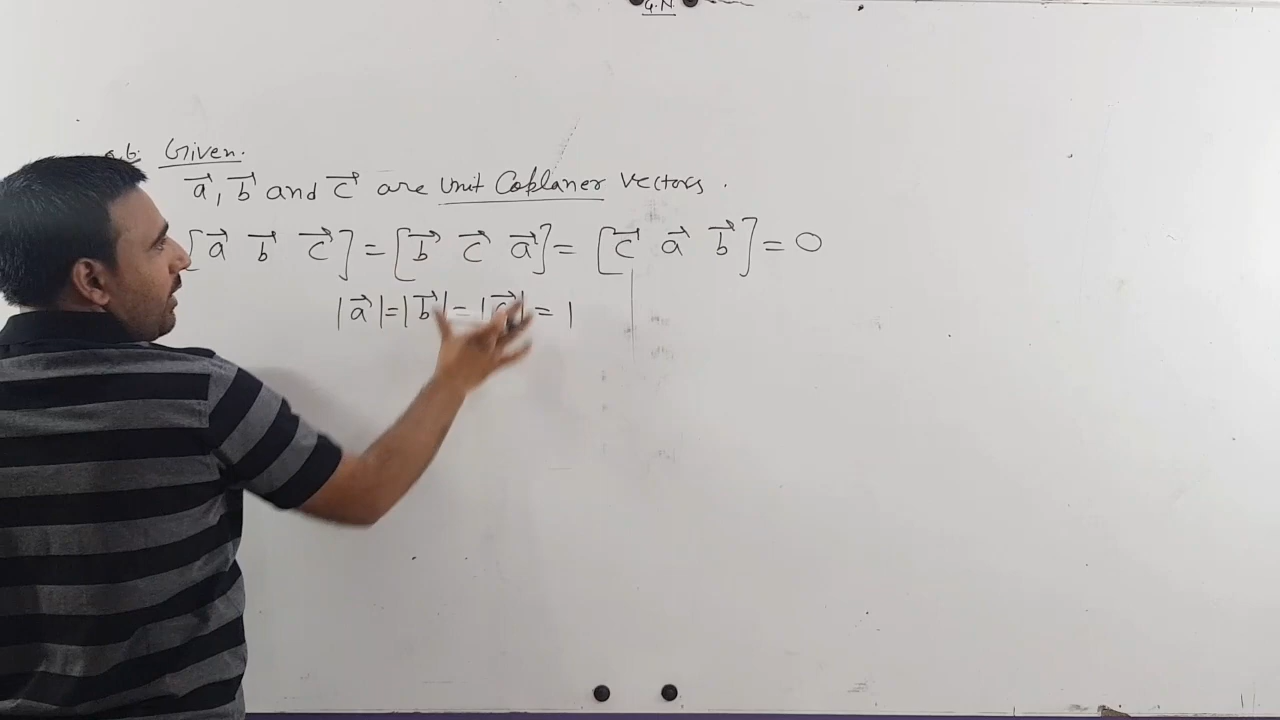 G.N
Given.
a⃗, b⃗ and c⃗ are Unit Coplaner Vectors.
[a⃗ b⃗ c⃗] = [b⃗ c⃗ a⃗] = [c⃗ a⃗ b⃗] = 0
|a⃗| = |b⃗| = |c⃗| = 1